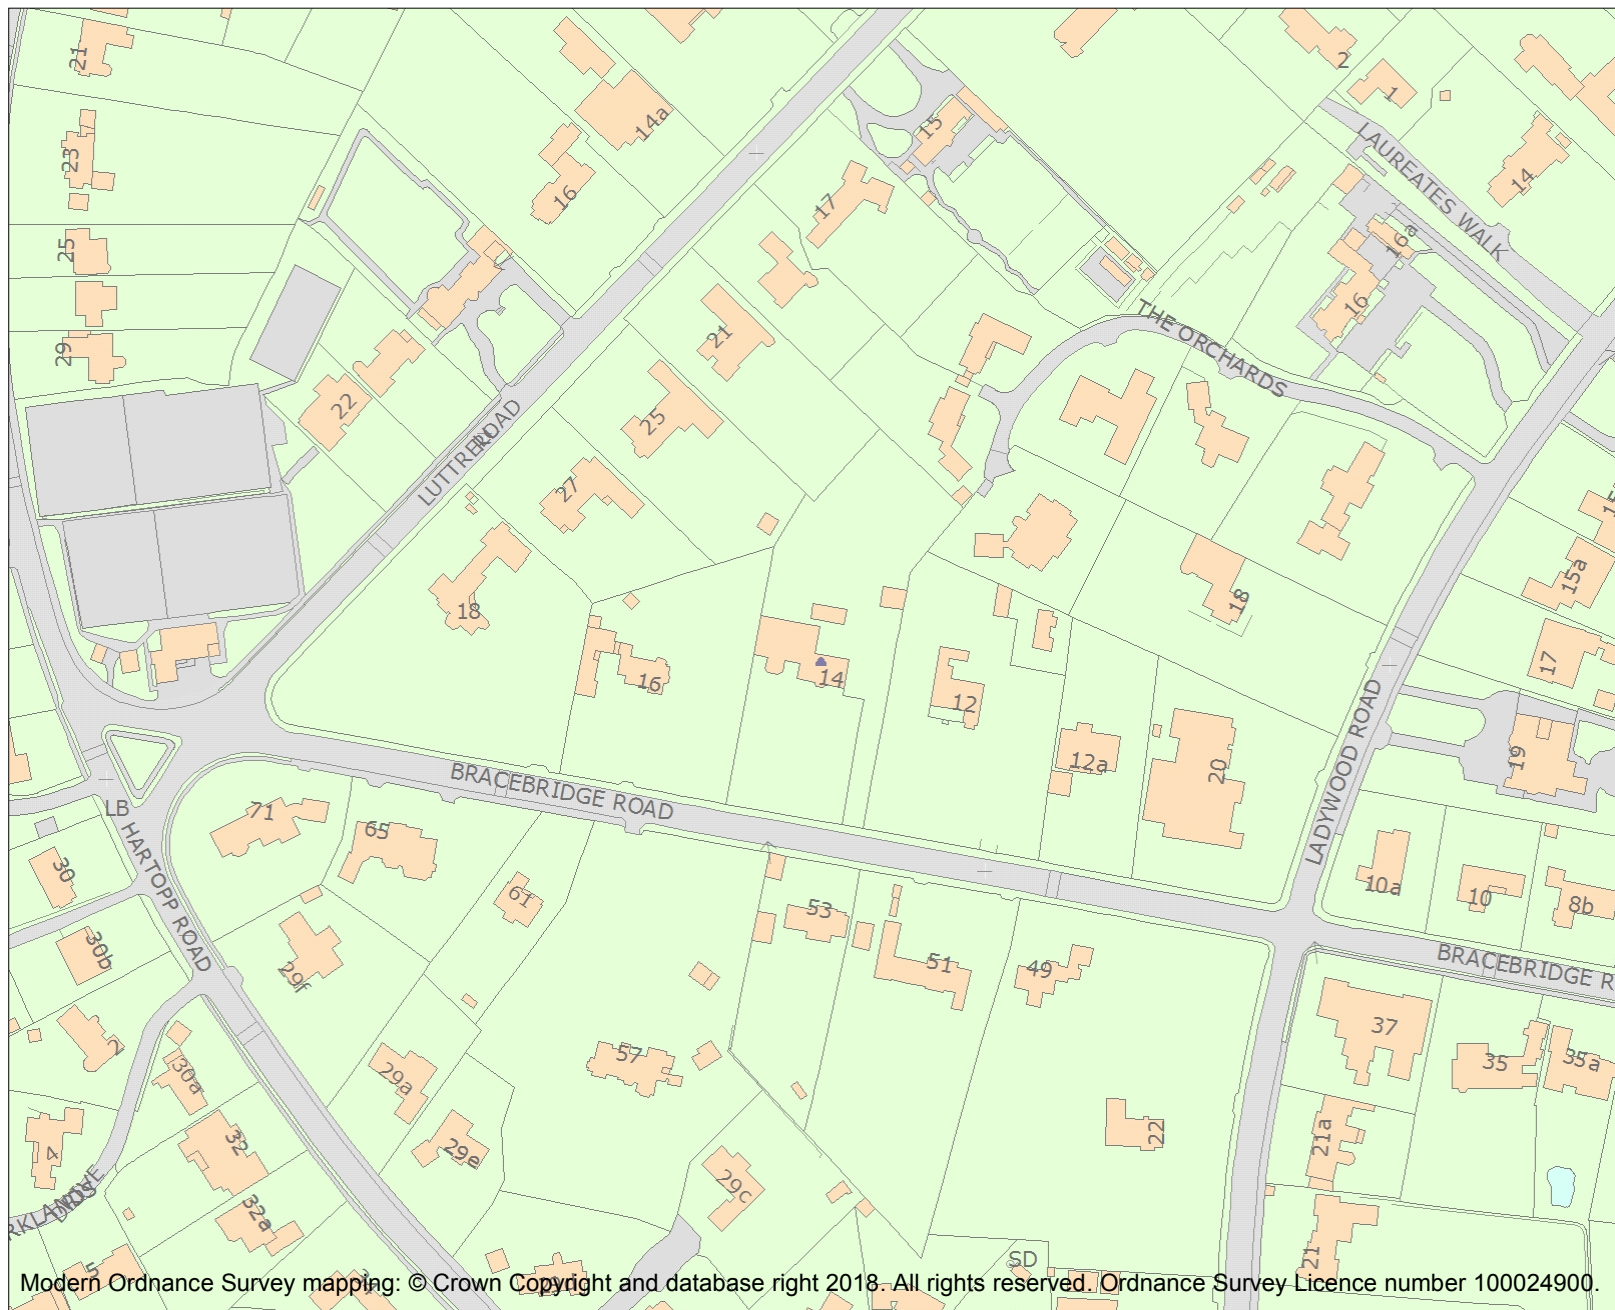 21
14a
2
1
23
15
16
17
14
LAUREATES WALK
25
16a
16
THE ORCHARDS
21
29
22
25
LUTTRELL ROAD
27
15a
18
18
17
16
14
12
12a
20
19
LADYWOOD ROAD
BRACEBRIDGE ROAD
LB
71
65
HARTOPP ROAD
30
61
53
10a
10
8b
30b
29f
51
49
BRACEBRIDGE R
37
35
35a
2
30a
57
29a
22
21a
32
29e
4
29c
DRIVE
32a
SD
21
5
Modern Ordnance Survey mapping: © Crown Copyright and database right 2018. All rights reserved. Ordnance Survey Licence number 100024900.